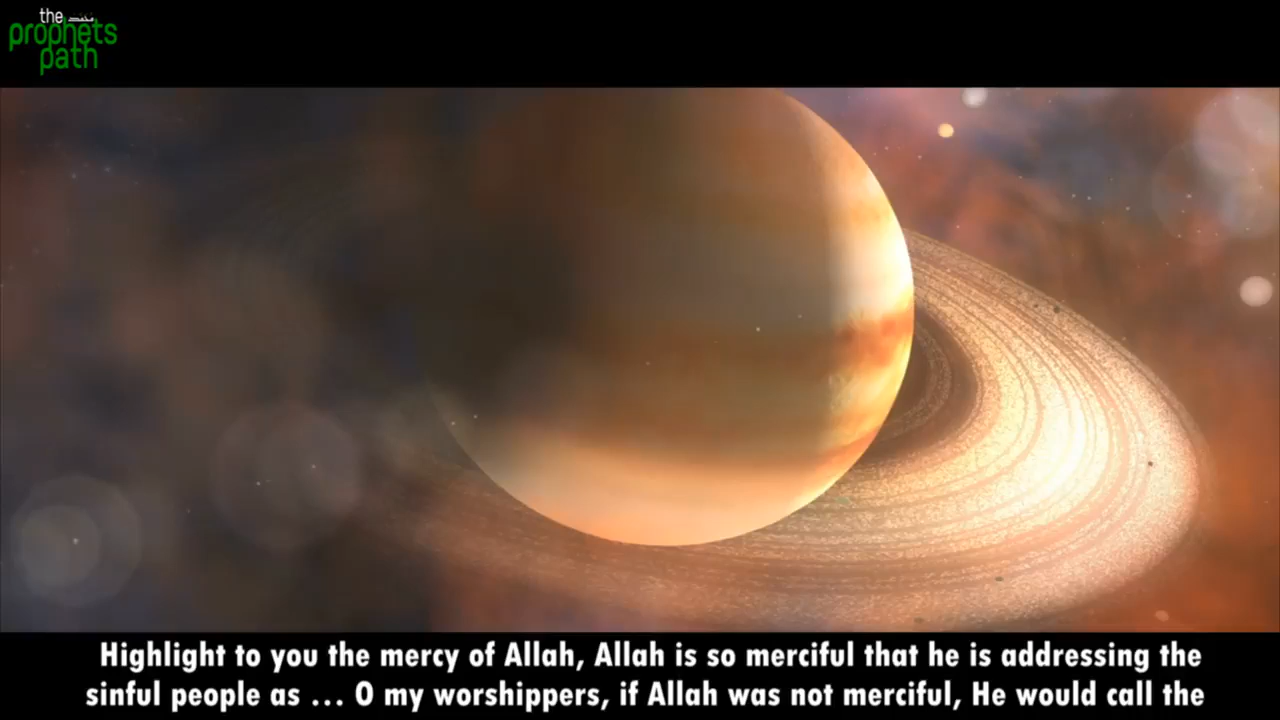 the محمد
prophets
path
Highlight to you the mercy of Allah, Allah is so merciful that he is addressing the
sinful people as ... O my worshippers, if Allah was not merciful, He would call the